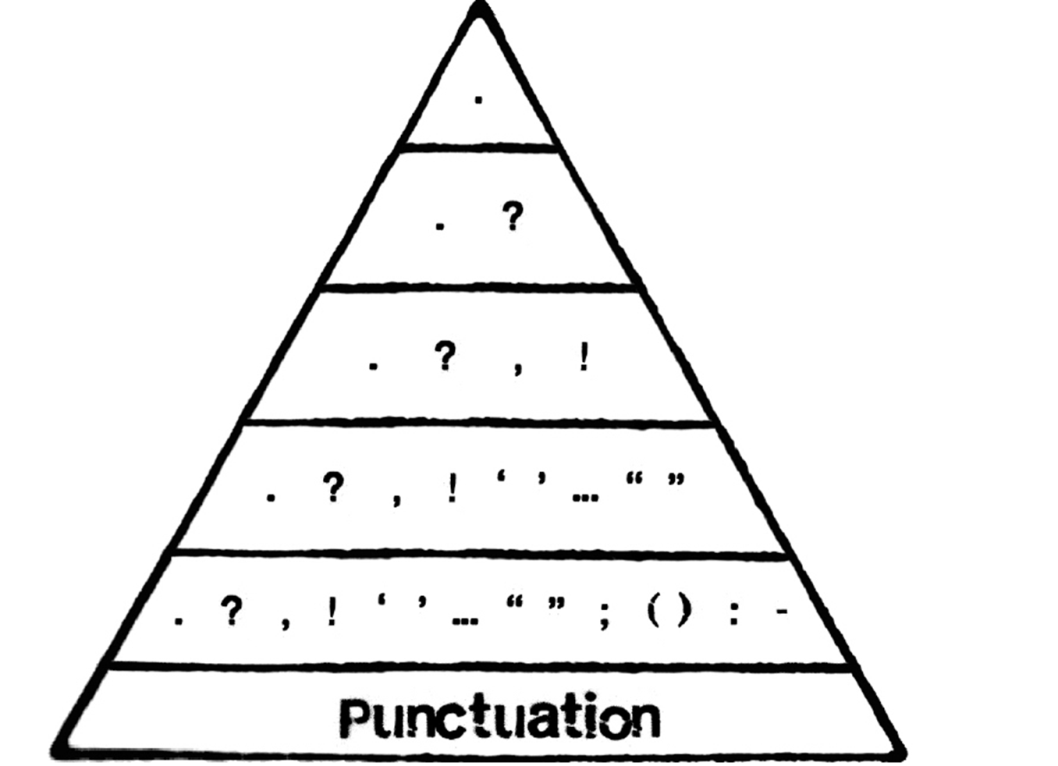 .
. ?
. ? , !
. ? , ! ‘ ’ ... “ ”
. ? , ! ‘ ’ ... “ ” ; ( ) : -
Punctuation